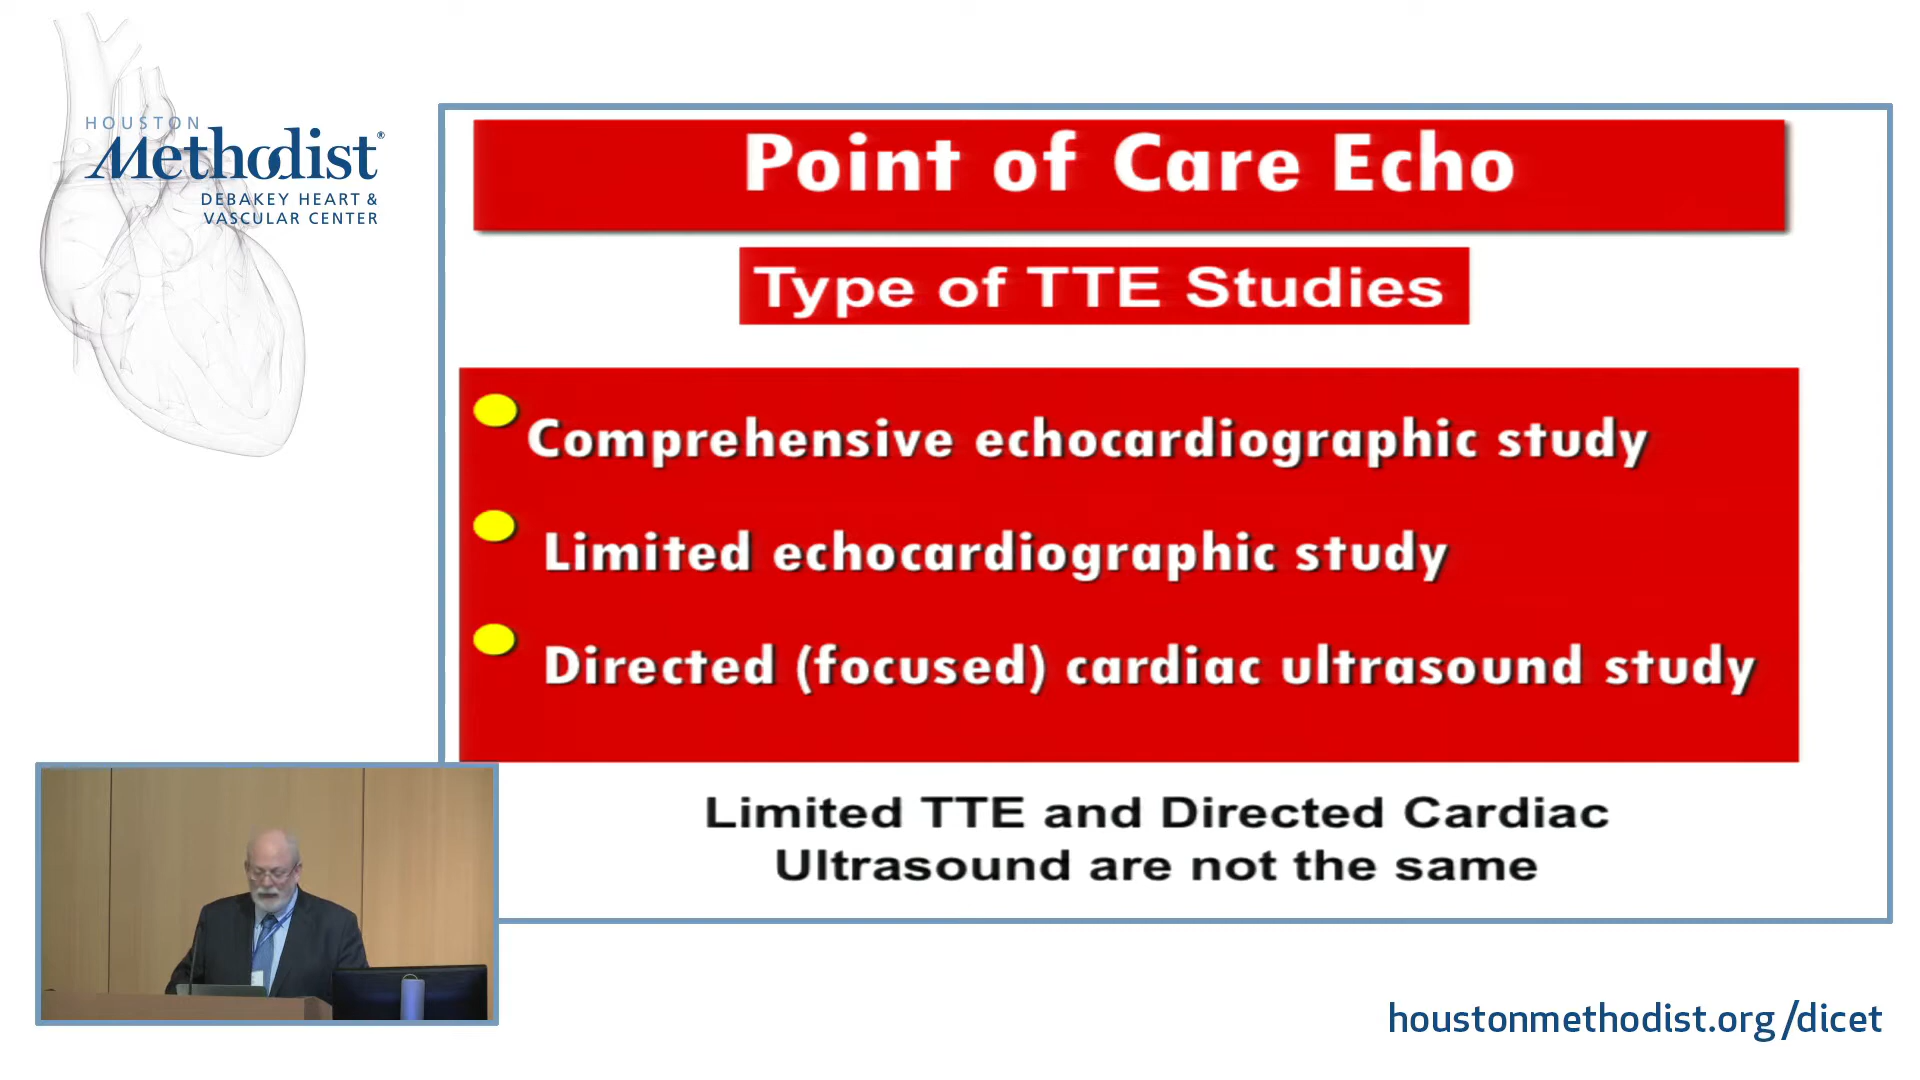 HOUSTON
Methodist®
DEBAKEY HEART &
VASCULAR CENTER
Point of Care Echo
Type of TTE Studies
Comprehensive echocardiographic study
Limited echocardiographic study
Directed (focused) cardiac ultrasound study
Limited TTE and Directed Cardiac
Ultrasound are not the same
houstonmethodist.org/dicet